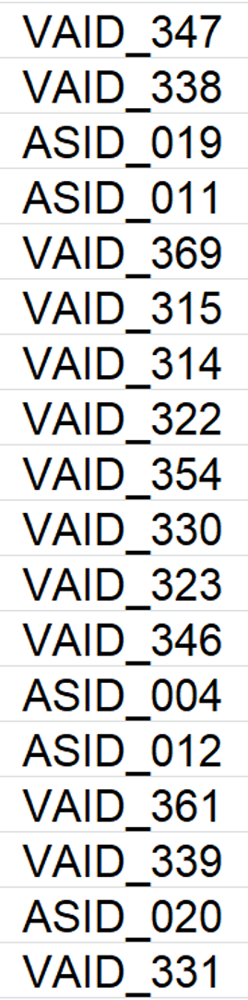 VAID_347
VAID_338
ASID_019
ASID_011
VAID_369
VAID_315
VAID_314
VAID_322
VAID_354
VAID_330
VAID_323
VAID_346
ASID_004
ASID_012
VAID_361
VAID_339
ASID_020
VAID_331